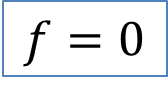 f = 0